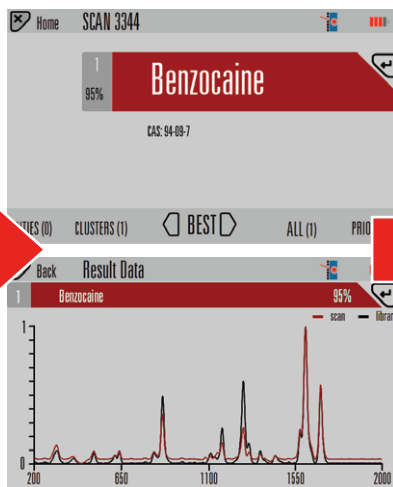 Home SCAN 3344
1
95%
Benzocaine
CAS: 94-09-7
CLUSTERS (1) BEST ALL (1)
Back Result Data
1 Benzocaine 95%
scan
1
0
200 650 1100 1550 2000